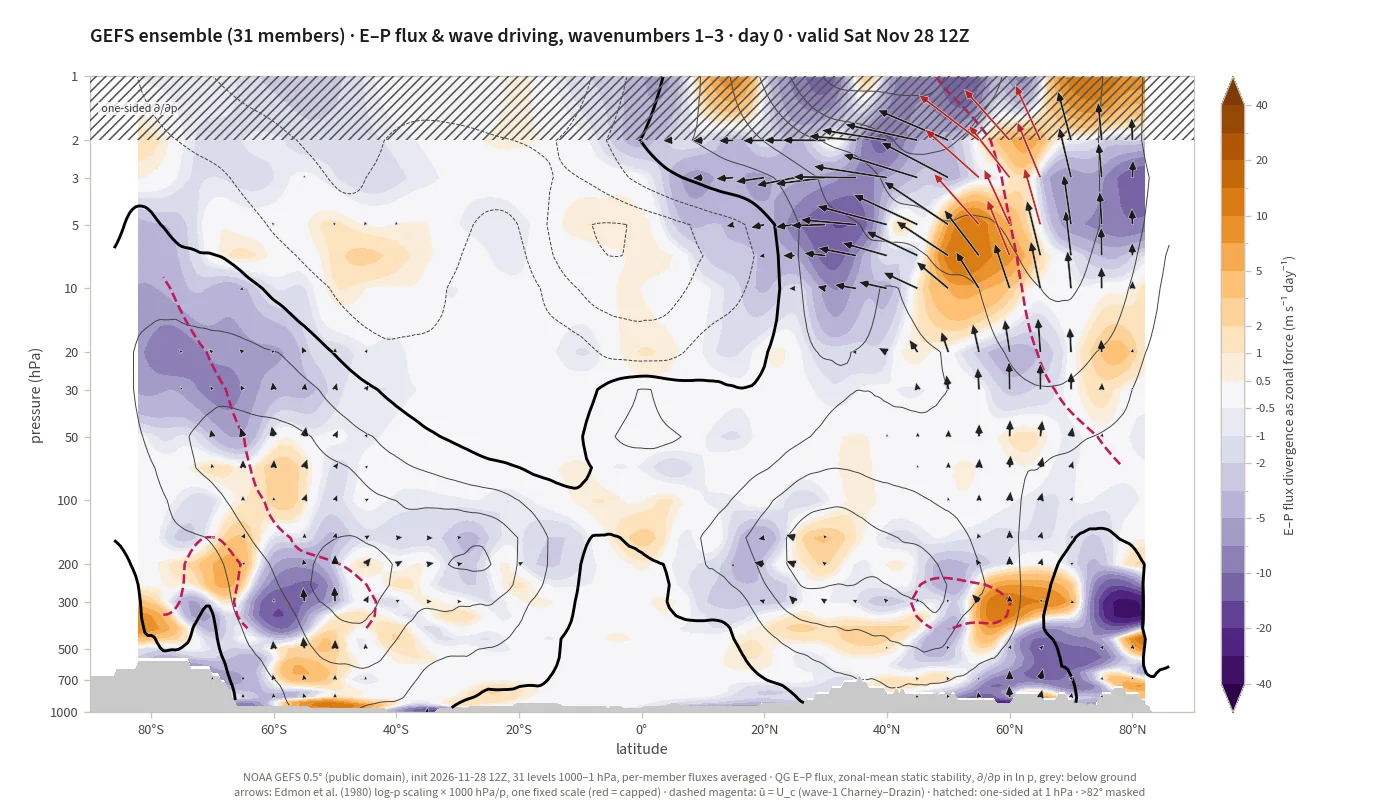 GEFS ensemble (31 members) · E–P flux & wave driving, wavenumbers 1–3 · day 0 · valid Sat Nov 28 12Z
one-sided ∂/∂p
1
2
3
5
10
20
30
50
100
200
300
500
700
1000
pressure (hPa)
80°S
60°S
40°S
20°S
0°
20°N
40°N
60°N
80°N
latitude
40
20
10
5
2
1
0.5
-0.5
-1
-2
-5
-10
-20
-40
E–P flux divergence as zonal force (m s⁻¹ day⁻¹)
NOAA GEFS 0.5° (public domain), init 2026-11-28 12Z, 31 levels 1000–1 hPa, per-member fluxes averaged · QG E–P flux, zonal-mean static stability, ∂/∂p in ln p, grey: below ground
arrows: Edmon et al. (1980) log-p scaling × 1000 hPa/p, one fixed scale (red = capped) · dashed magenta: ū = U_c (wave-1 Charney–Drazin) · hatched: one-sided at 1 hPa · >82° masked